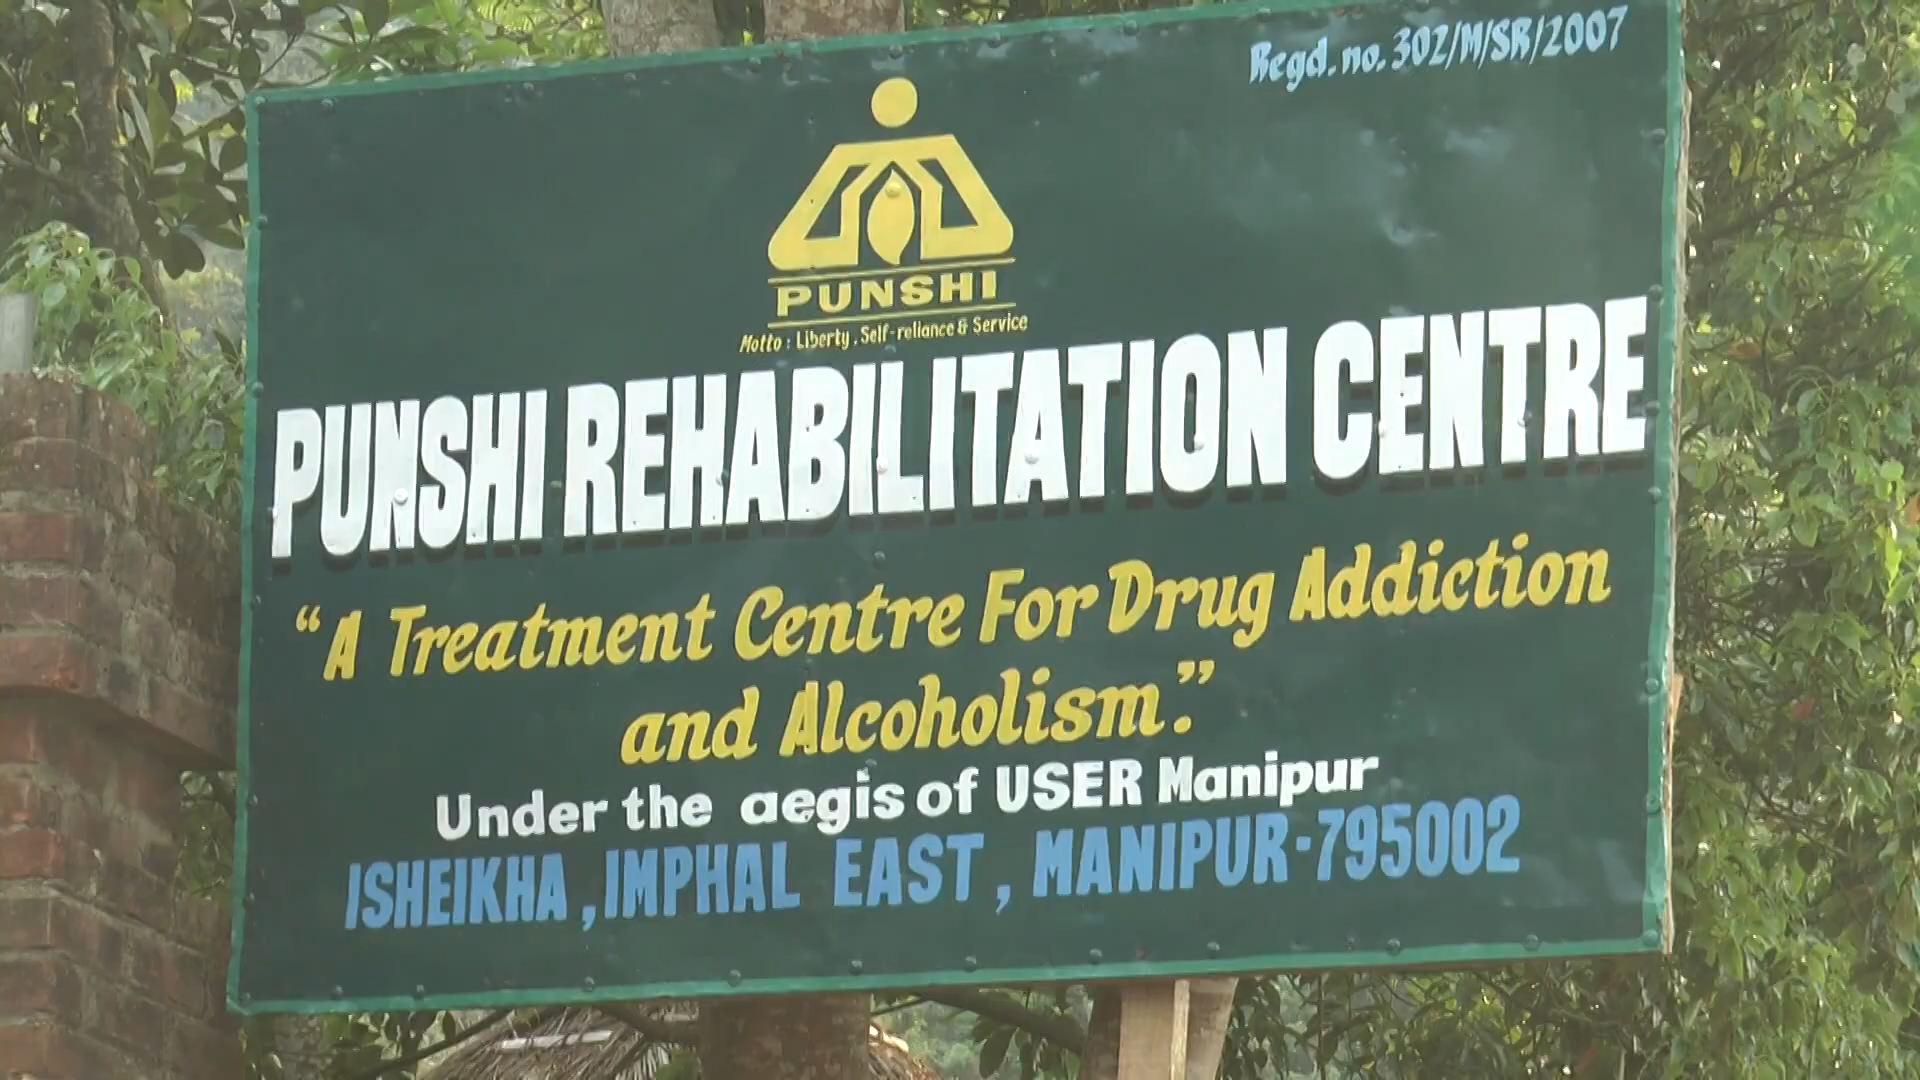 Regd. no. 302/M/SR/2007
PUNSHI
Motto : Liberty, Self-reliance & Service
PUNSHI REHABILITATION CENTRE
"A Treatment Centre For Drug Addiction
and Alcoholism."
Under the aegis of USER Manipur
ISHEIKHA, IMPHAL EAST, MANIPUR-795002